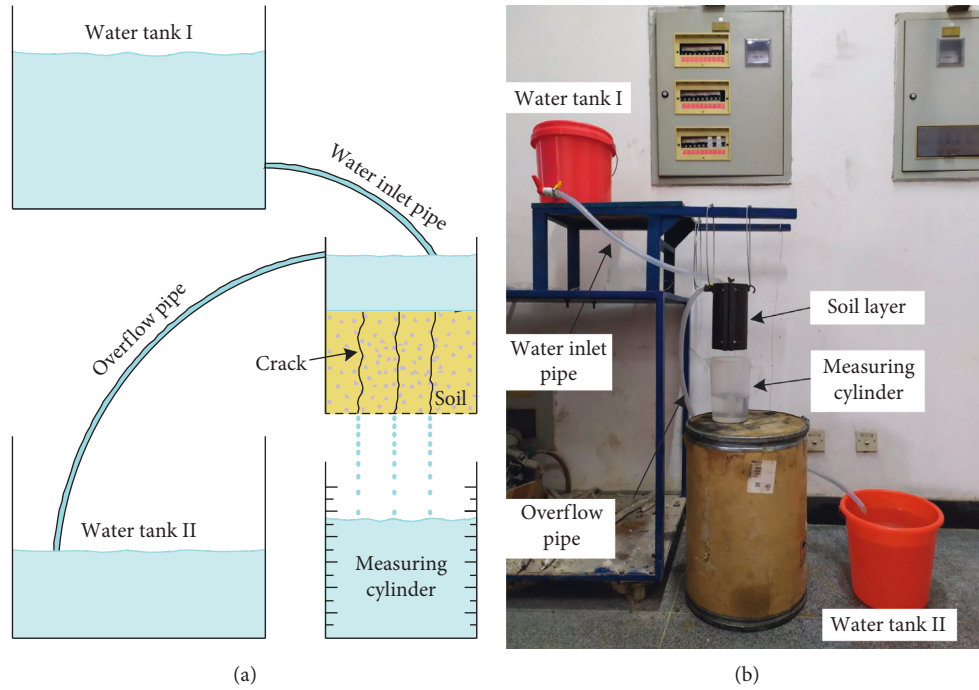 Water tank I
Water inlet pipe
Overflow pipe
Crack
Soil
Water tank II
Measuring
cylinder
(a)
Water tank I
Soil layer
Water inlet
pipe
Measuring
cylinder
Overflow
pipe
Water tank II
(b)